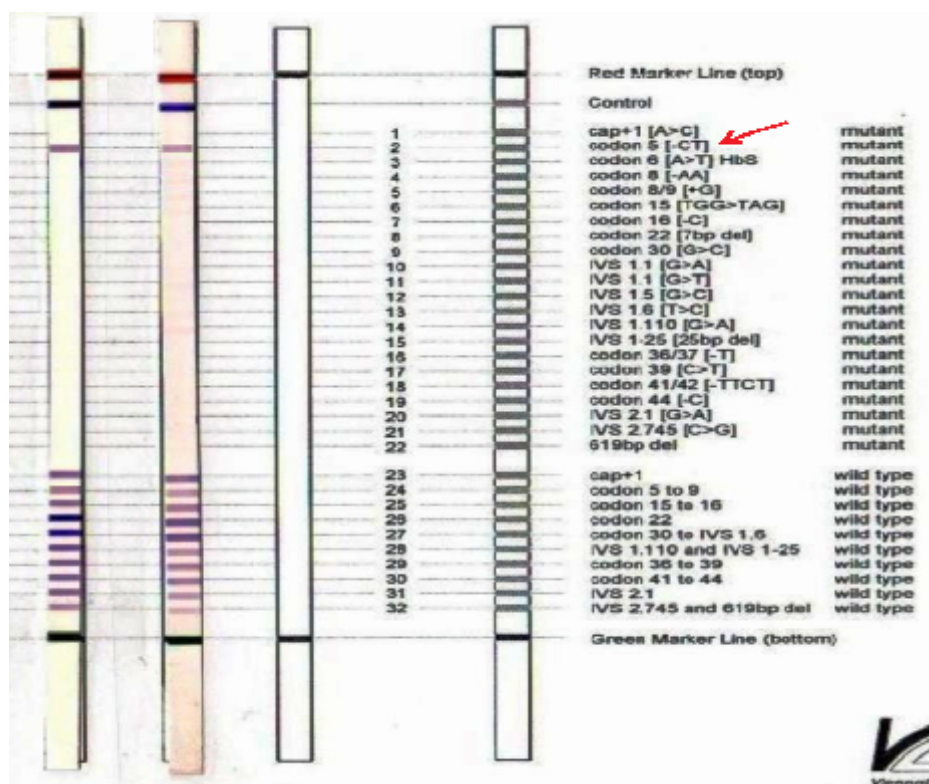 Red Marker Line (top)
Control
1 cap+1 [A>C] mutant
2 codon 5 [-CT] mutant
3 codon 6 [A>T] HbS mutant
4 codon 8 [-AA] mutant
5 codon 8/9 [+G] mutant
6 codon 15 [TGG>TAG] mutant
7 codon 16 [-C] mutant
8 codon 22 [7bp del] mutant
9 codon 30 [G>C] mutant
10 IVS 1.1 [G>A] mutant
11 IVS 1.1 [G>T] mutant
12 IVS 1.5 [G>C] mutant
13 IVS 1.6 [T>C] mutant
14 IVS 1.110 [G>A] mutant
15 IVS 1-25 [25bp del] mutant
16 codon 36/37 [-T] mutant
17 codon 39 [C>T] mutant
18 codon 41/42 [-TTCT] mutant
19 codon 44 [-C] mutant
20 IVS 2.1 [G>A] mutant
21 IVS 2.745 [C>G] mutant
22 619bp del mutant
23 cap+1 wild type
24 codon 5 to 9 wild type
25 codon 15 to 16 wild type
26 codon 22 wild type
27 codon 30 to IVS 1.6 wild type
28 IVS 1.110 and IVS 1-25 wild type
29 codon 36 to 39 wild type
30 codon 41 to 44 wild type
31 IVS 2.1 wild type
32 IVS 2.745 and 619bp del wild type
Green Marker Line (bottom)